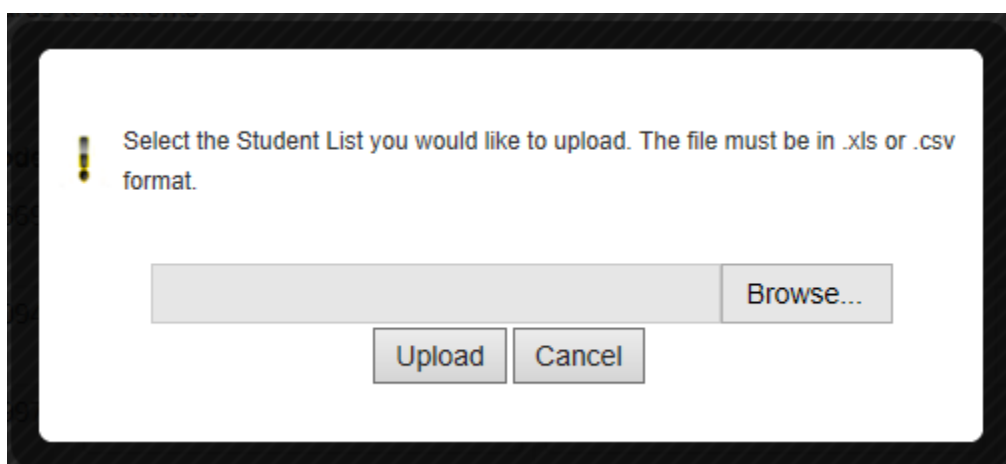 Select the Student List you would like to upload. The file must be in .xls or .csv
format.
Browse...
Upload Cancel